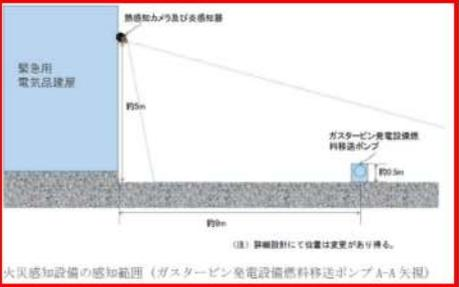 熱感知カメラ及び炎感知器
緊急用
電気品建屋
約5m
ガスタービン発電設備燃
料移送ポンプ
約0.5m
約9m
(注) 詳細設計にて位置は変更があり得る。
火災感知設備の感知範囲(ガスタービン発電設備燃料移送ポンプ A-A 矢視)